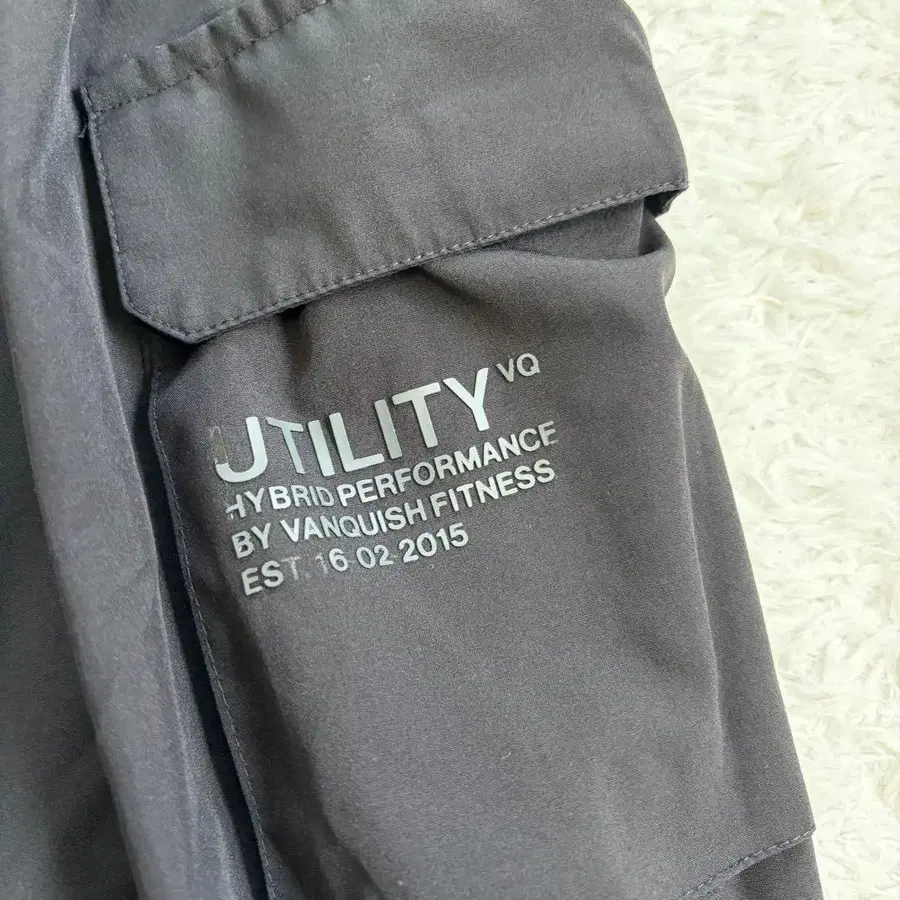 UTILITY VQ
HYBRID PERFORMANCE
BY VANQUISH FITNESS
EST. 16-02-2015